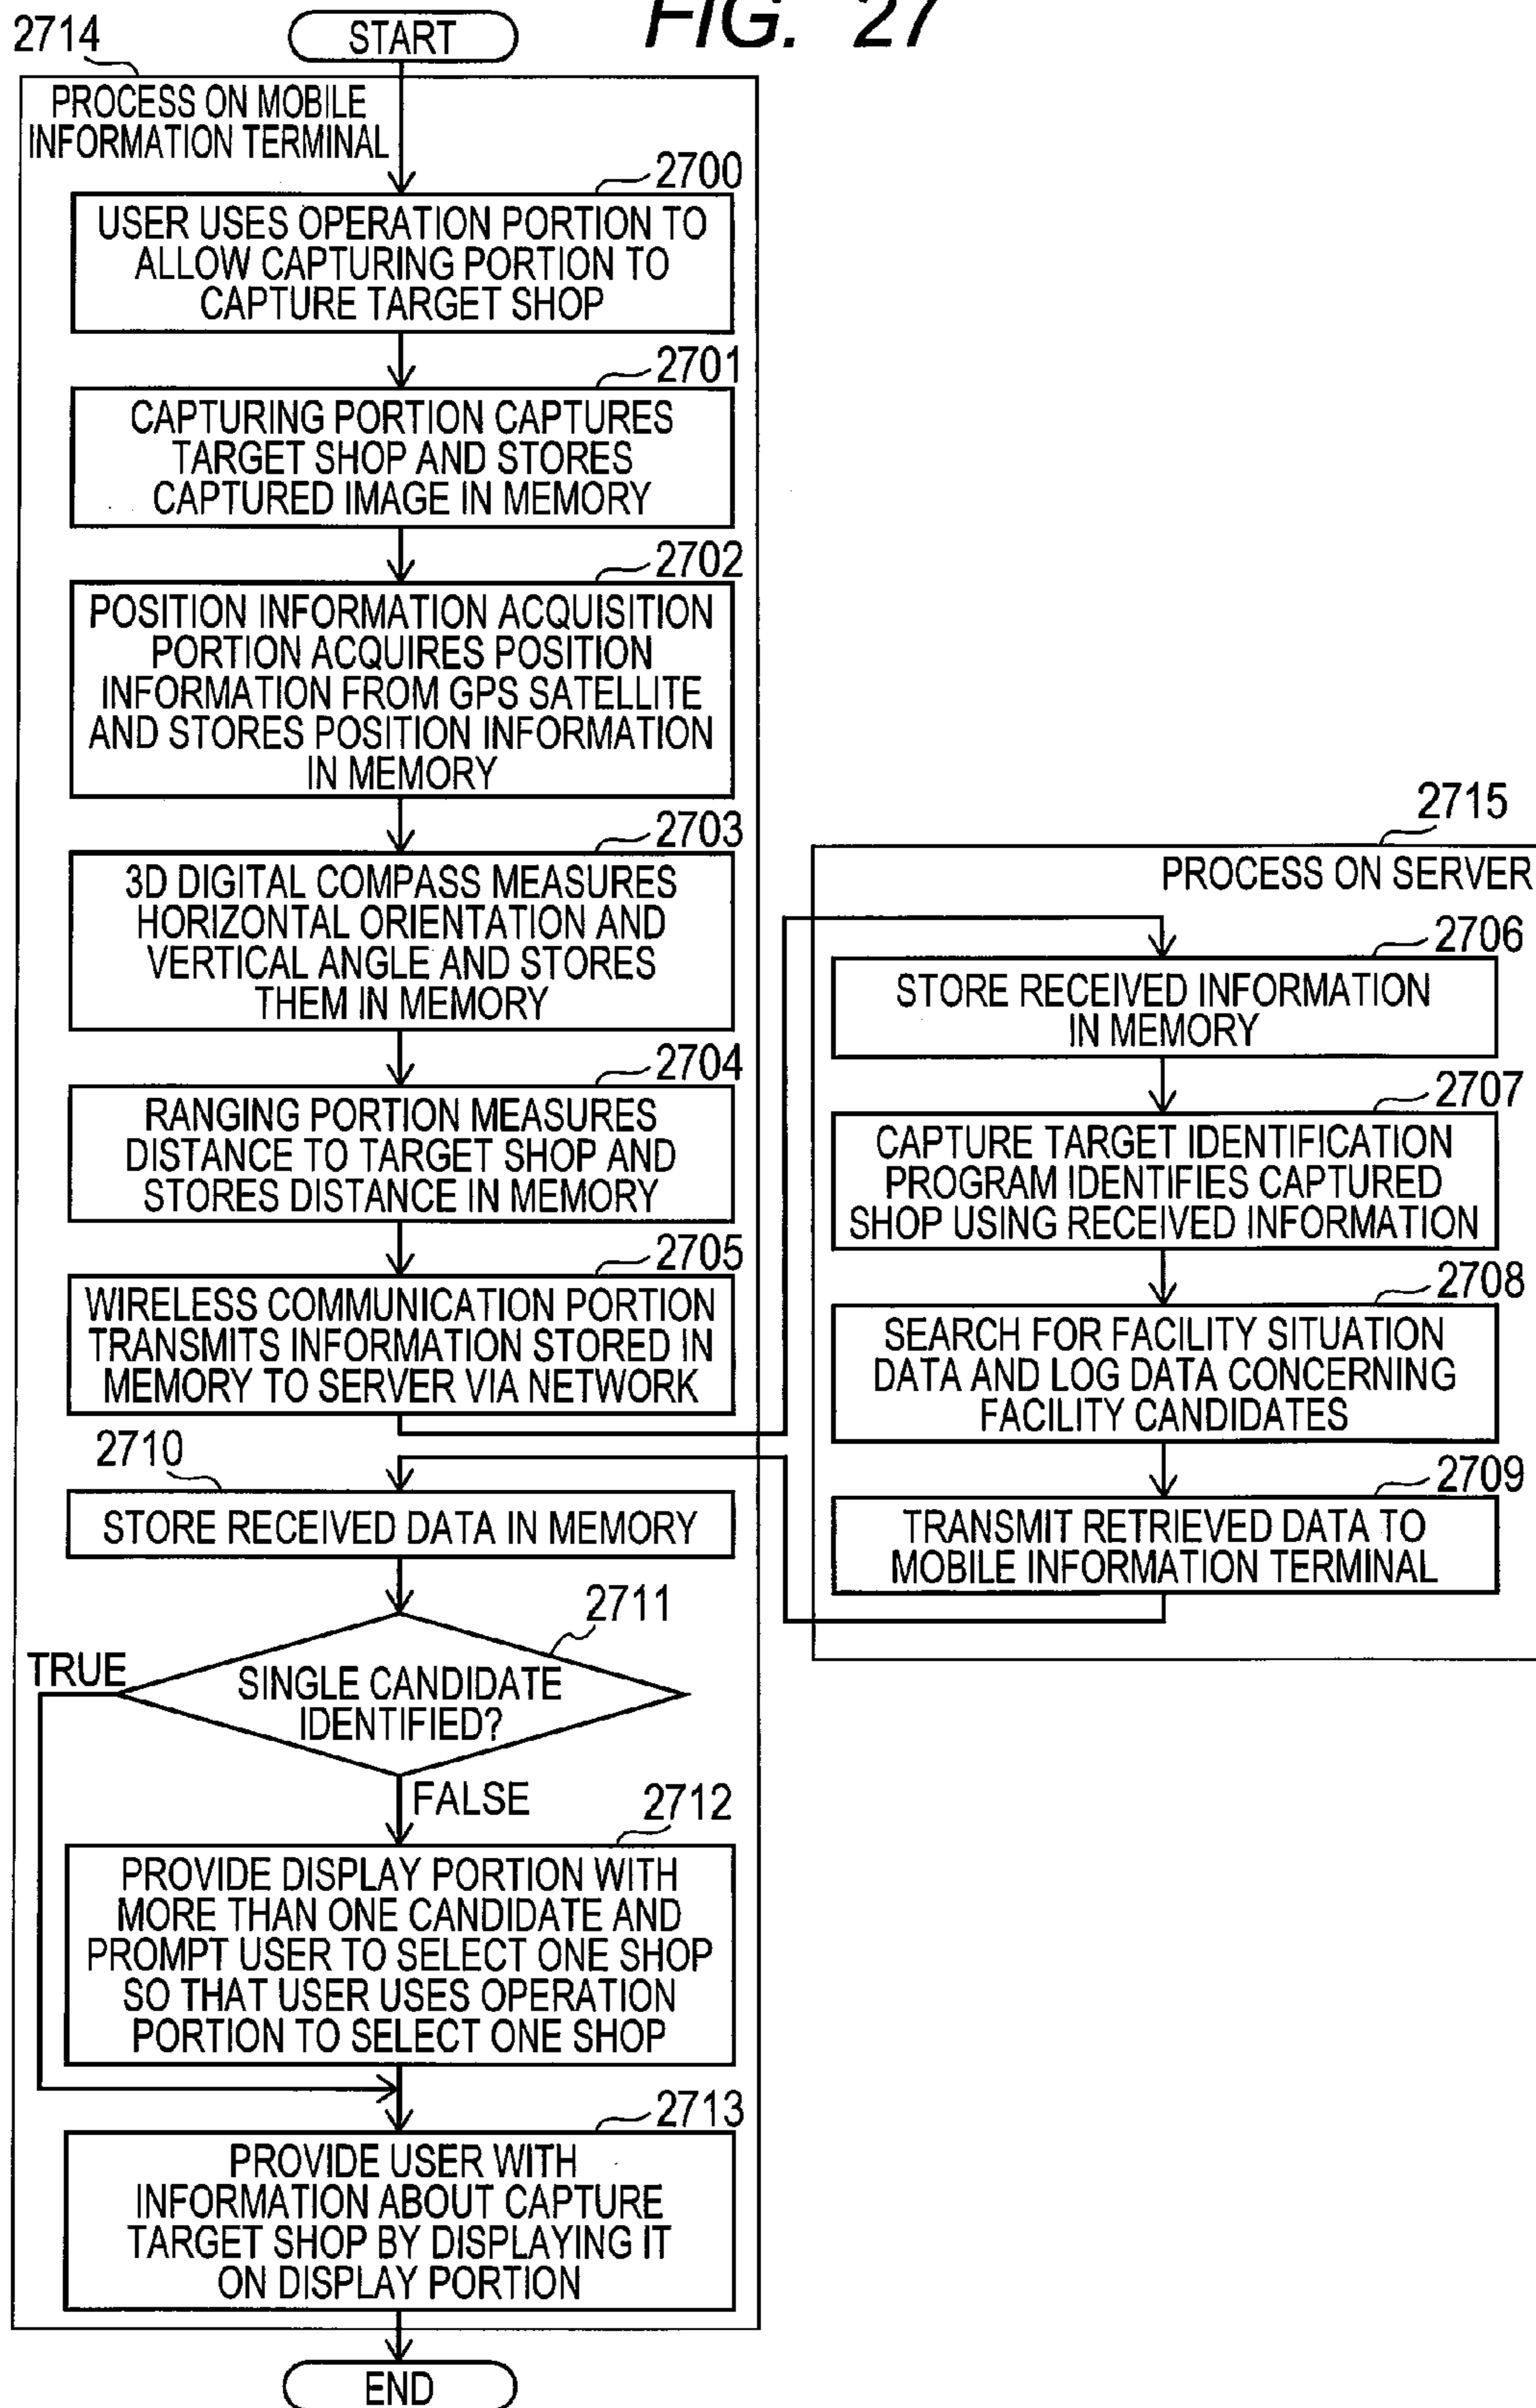 FIG. 27
2714
START
PROCESS ON MOBILE
INFORMATION TERMINAL
2700
USER USES OPERATION PORTION TO
ALLOW CAPTURING PORTION TO
CAPTURE TARGET SHOP
2701
CAPTURING PORTION CAPTURES
TARGET SHOP AND STORES
CAPTURED IMAGE IN MEMORY
2702
POSITION INFORMATION ACQUISITION
PORTION ACQUIRES POSITION
INFORMATION FROM GPS SATELLITE
AND STORES POSITION INFORMATION
IN MEMORY
2703
3D DIGITAL COMPASS MEASURES
HORIZONTAL ORIENTATION AND
VERTICAL ANGLE AND STORES
THEM IN MEMORY
2704
RANGING PORTION MEASURES
DISTANCE TO TARGET SHOP AND
STORES DISTANCE IN MEMORY
2705
WIRELESS COMMUNICATION PORTION
TRANSMITS INFORMATION STORED IN
MEMORY TO SERVER VIA NETWORK
2715
PROCESS ON SERVER
2706
STORE RECEIVED INFORMATION
IN MEMORY
2707
CAPTURE TARGET IDENTIFICATION
PROGRAM IDENTIFIES CAPTURED
SHOP USING RECEIVED INFORMATION
2708
SEARCH FOR FACILITY SITUATION
DATA AND LOG DATA CONCERNING
FACILITY CANDIDATES
2709
TRANSMIT RETRIEVED DATA TO
MOBILE INFORMATION TERMINAL
2710
STORE RECEIVED DATA IN MEMORY
2711
TRUE
SINGLE CANDIDATE
IDENTIFIED?
FALSE
2712
PROVIDE DISPLAY PORTION WITH
MORE THAN ONE CANDIDATE AND
PROMPT USER TO SELECT ONE SHOP
SO THAT USER USES OPERATION
PORTION TO SELECT ONE SHOP
2713
PROVIDE USER WITH
INFORMATION ABOUT CAPTURE
TARGET SHOP BY DISPLAYING IT
ON DISPLAY PORTION
END